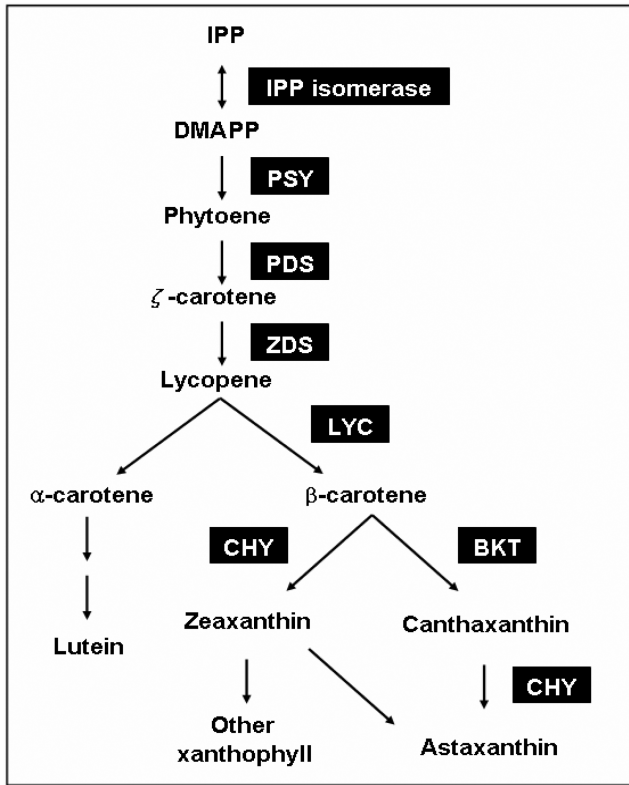 IPP
IPP isomerase
DMAPP
PSY
Phytoene
PDS
ζ -carotene
ZDS
Lycopene
LYC
α-carotene
β-carotene
CHY
BKT
Zeaxanthin
Canthaxanthin
Lutein
CHY
Other
xanthophyll
Astaxanthin